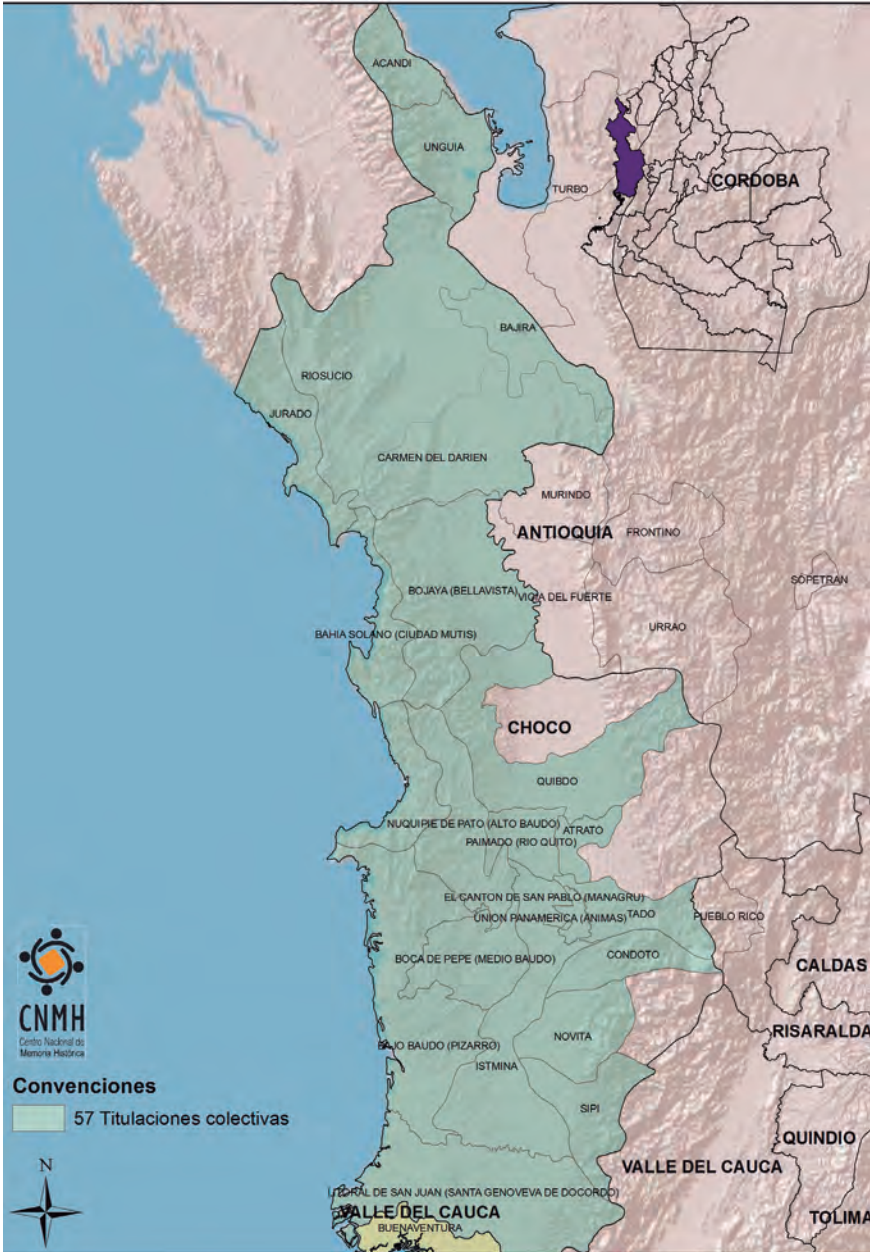 ACANDI
UNGUIA
TURBO
CORDOBA
BAJIRA
RIOSUCIO
JURADO
CARMEN DEL DARIEN
MURINDO
ANTIOQUIA
FRONTINO
SOPETRAN
BOJAYA (BELLAVISTA)
VIGIA DEL FUERTE
URRAO
BAHIA SOLANO (CIUDAD MUTIS)
CHOCO
QUIBDO
NUQUIPIE DE PATO (ALTO BAUDO)
ATRATO
PAIMADO (RIO QUITO)
EL CANTON DE SAN PABLO (MANAGRU)
UNION PANAMERICA (ANIMAS)
TADO
PUEBLO RICO
BOCA DE PEPE (MEDIO BAUDO)
CONDOTO
CALDAS
CNMH
Centro Nacional de
Memoria Histórica
NOVITA
RISARALDA
BAJO BAUDO (PIZARRO)
ISTMINA
Convenciones
57 Titulaciones colectivas
SIPI
QUINDIO
N
VALLE DEL CAUCA
LITORAL DE SAN JUAN (SANTA GENOVEVA DE DOCORDO)
VALLE DEL CAUCA
TOLIMA
BUENAVENTURA